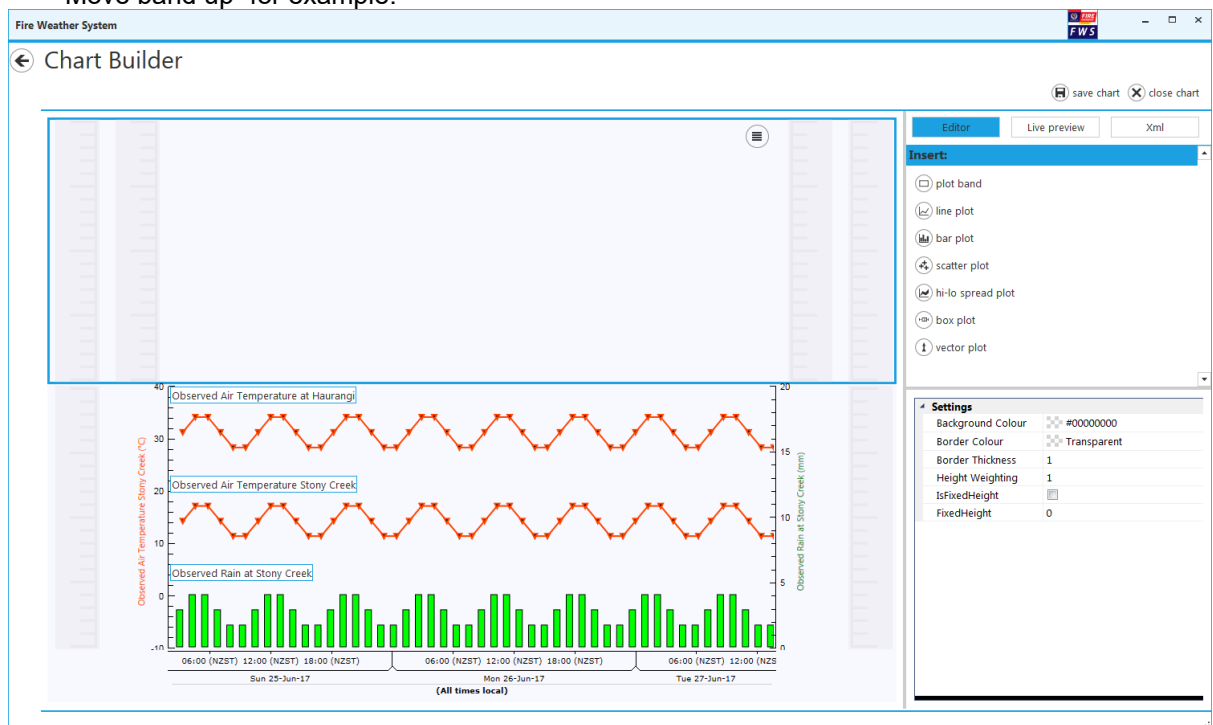 "Move band up" for example.
Fire Weather System
FIRE
FWS
Chart Builder
save chart
close chart
Editor
Live preview
Xml
Insert:
plot band
line plot
bar plot
scatter plot
hi-lo spread plot
box plot
vector plot
Settings
Background Colour #00000000
Border Colour Transparent
Border Thickness 1
Height Weighting 1
IsFixedHeight
FixedHeight 0
Observed Air Temperature at Haurangi
Observed Air Temperature Stony Creek
Observed Rain at Stony Creek
Observed Air Temperature Stony Creek (°C)
40
30
20
10
0
-10
20
15
10
5
0
Observed Rain at Stony Creek (mm)
06:00 (NZST) 12:00 (NZST) 18:00 (NZST) 06:00 (NZST) 12:00 (NZST) 18:00 (NZST) 06:00 (NZST) 12:00 (NZS
Sun 25-Jun-17 Mon 26-Jun-17 Tue 27-Jun-17
(All times local)